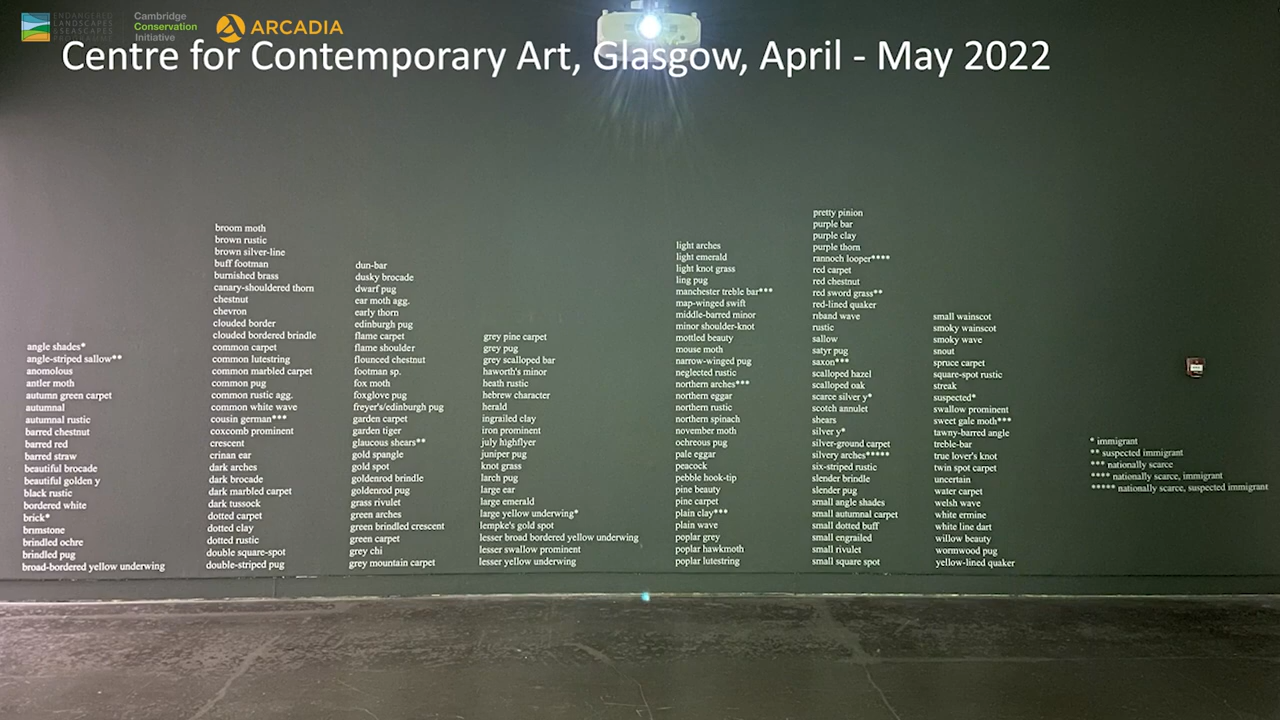 ENDANGERED
LANDSCAPES
& SEASCAPES
PROGRAMME
Cambridge
Conservation
Initiative
ARCADIA
Centre for Contemporary Art, Glasgow, April - May 2022
angle shades*
angle-striped sallow**
anomolous
antler moth
autumn green carpet
autumnal
autumnal rustic
barred chestnut
barred red
barred straw
beautiful brocade
beautiful golden y
black rustic
bordered white
brick*
brimstone
brindled ochre
brindled pug
broad-bordered yellow underwing
broom moth
brown rustic
brown silver-line
buff footman
burnished brass
canary-shouldered thorn
chestnut
chevron
clouded border
clouded bordered brindle
common carpet
common lutestring
common marbled carpet
common pug
common rustic agg.
common white wave
cousin german***
coxcomb prominent
crescent
crinan ear
dark arches
dark brocade
dark marbled carpet
dark tussock
dotted carpet
dotted clay
dotted rustic
double square-spot
double-striped pug
dun-bar
dusky brocade
dwarf pug
ear moth agg.
early thorn
edinburgh pug
flame carpet
flame shoulder
flounced chestnut
footman sp.
fox moth
foxglove pug
freyer's/edinburgh pug
garden carpet
garden tiger
glaucous shears**
gold spangle
gold spot
goldenrod brindle
goldenrod pug
grass rivulet
green arches
green brindled crescent
green carpet
grey chi
grey mountain carpet
grey pine carpet
grey pug
grey scalloped bar
haworth's minor
heath rustic
hebrew character
herald
ingrailed clay
iron prominent
july highflyer
juniper pug
knot grass
larch pug
large ear
large emerald
large yellow underwing*
lempke's gold spot
lesser broad bordered yellow underwing
lesser swallow prominent
lesser yellow underwing
light arches
light emerald
light knot grass
ling pug
manchester treble bar***
map-winged swift
middle-barred minor
minor shoulder-knot
mottled beauty
mouse moth
narrow-winged pug
neglected rustic
northern arches***
northern eggar
northern rustic
northern spinach
november moth
ochreous pug
pale eggar
peacock
pebble hook-tip
pine beauty
pine carpet
plain clay***
plain wave
poplar grey
poplar hawkmoth
poplar lutestring
pretty pinion
purple bar
purple clay
purple thorn
rannoch looper****
red carpet
red chestnut
red sword grass**
red-lined quaker
riband wave
rustic
sallow
satyr pug
saxon***
scalloped hazel
scalloped oak
scarce silver y*
scotch annulet
shears
silver y*
silver-ground carpet
silvery arches*****
six-striped rustic
slender brindle
slender pug
small angle shades
small autumnal carpet
small dotted buff
small engrailed
small rivulet
small square spot
small wainscot
smoky wainscot
smoky wave
snout
spruce carpet
square-spot rustic
streak
suspected*
swallow prominent
sweet gale moth***
tawny-barred angle
treble-bar
true lover's knot
twin spot carpet
uncertain
water carpet
welsh wave
white ermine
white line dart
willow beauty
wormwood pug
yellow-lined quaker
* immigrant
** suspected immigrant
*** nationally scarce
**** nationally scarce, immigrant
***** nationally scarce, suspected immigrant